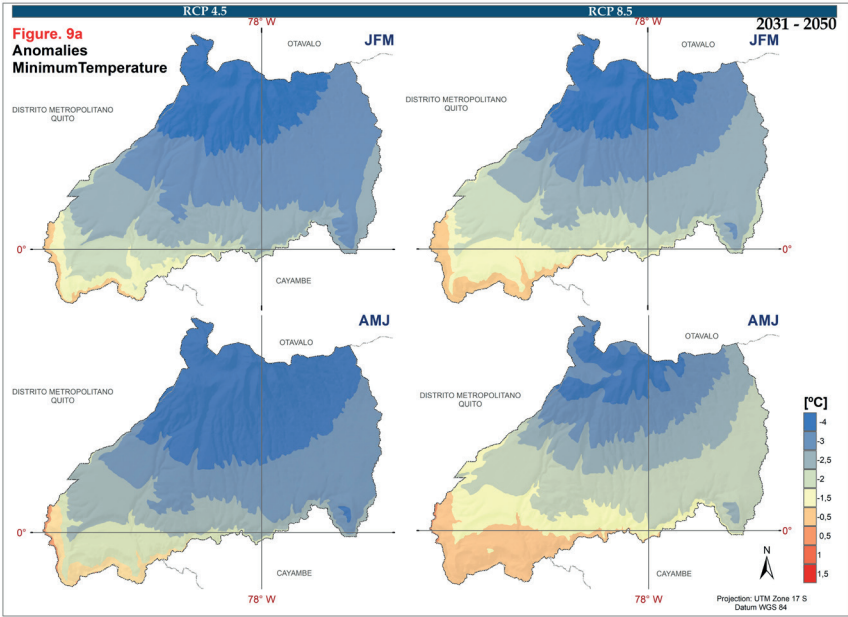 RCP 4.5
RCP 8.5
78° W
78° W
2031 - 2050
Figure. 9a
Anomalies
MinimumTemperature
JFM
JFM
OTAVALO
OTAVALO
DISTRITO METROPOLITANO
QUITO
DISTRITO METROPOLITANO
QUITO
0°
0°
CAYAMBE
CAYAMBE
AMJ
AMJ
OTAVALO
OTAVALO
DISTRITO METROPOLITANO
QUITO
DISTRITO METROPOLITANO
QUITO
[ºC]
-4
-3
-2,5
-2
-1,5
-0,5
0,5
1
1,5
0°
0°
N
CAYAMBE
CAYAMBE
78° W
78° W
Projection: UTM Zone 17 S
Datum WGS 84